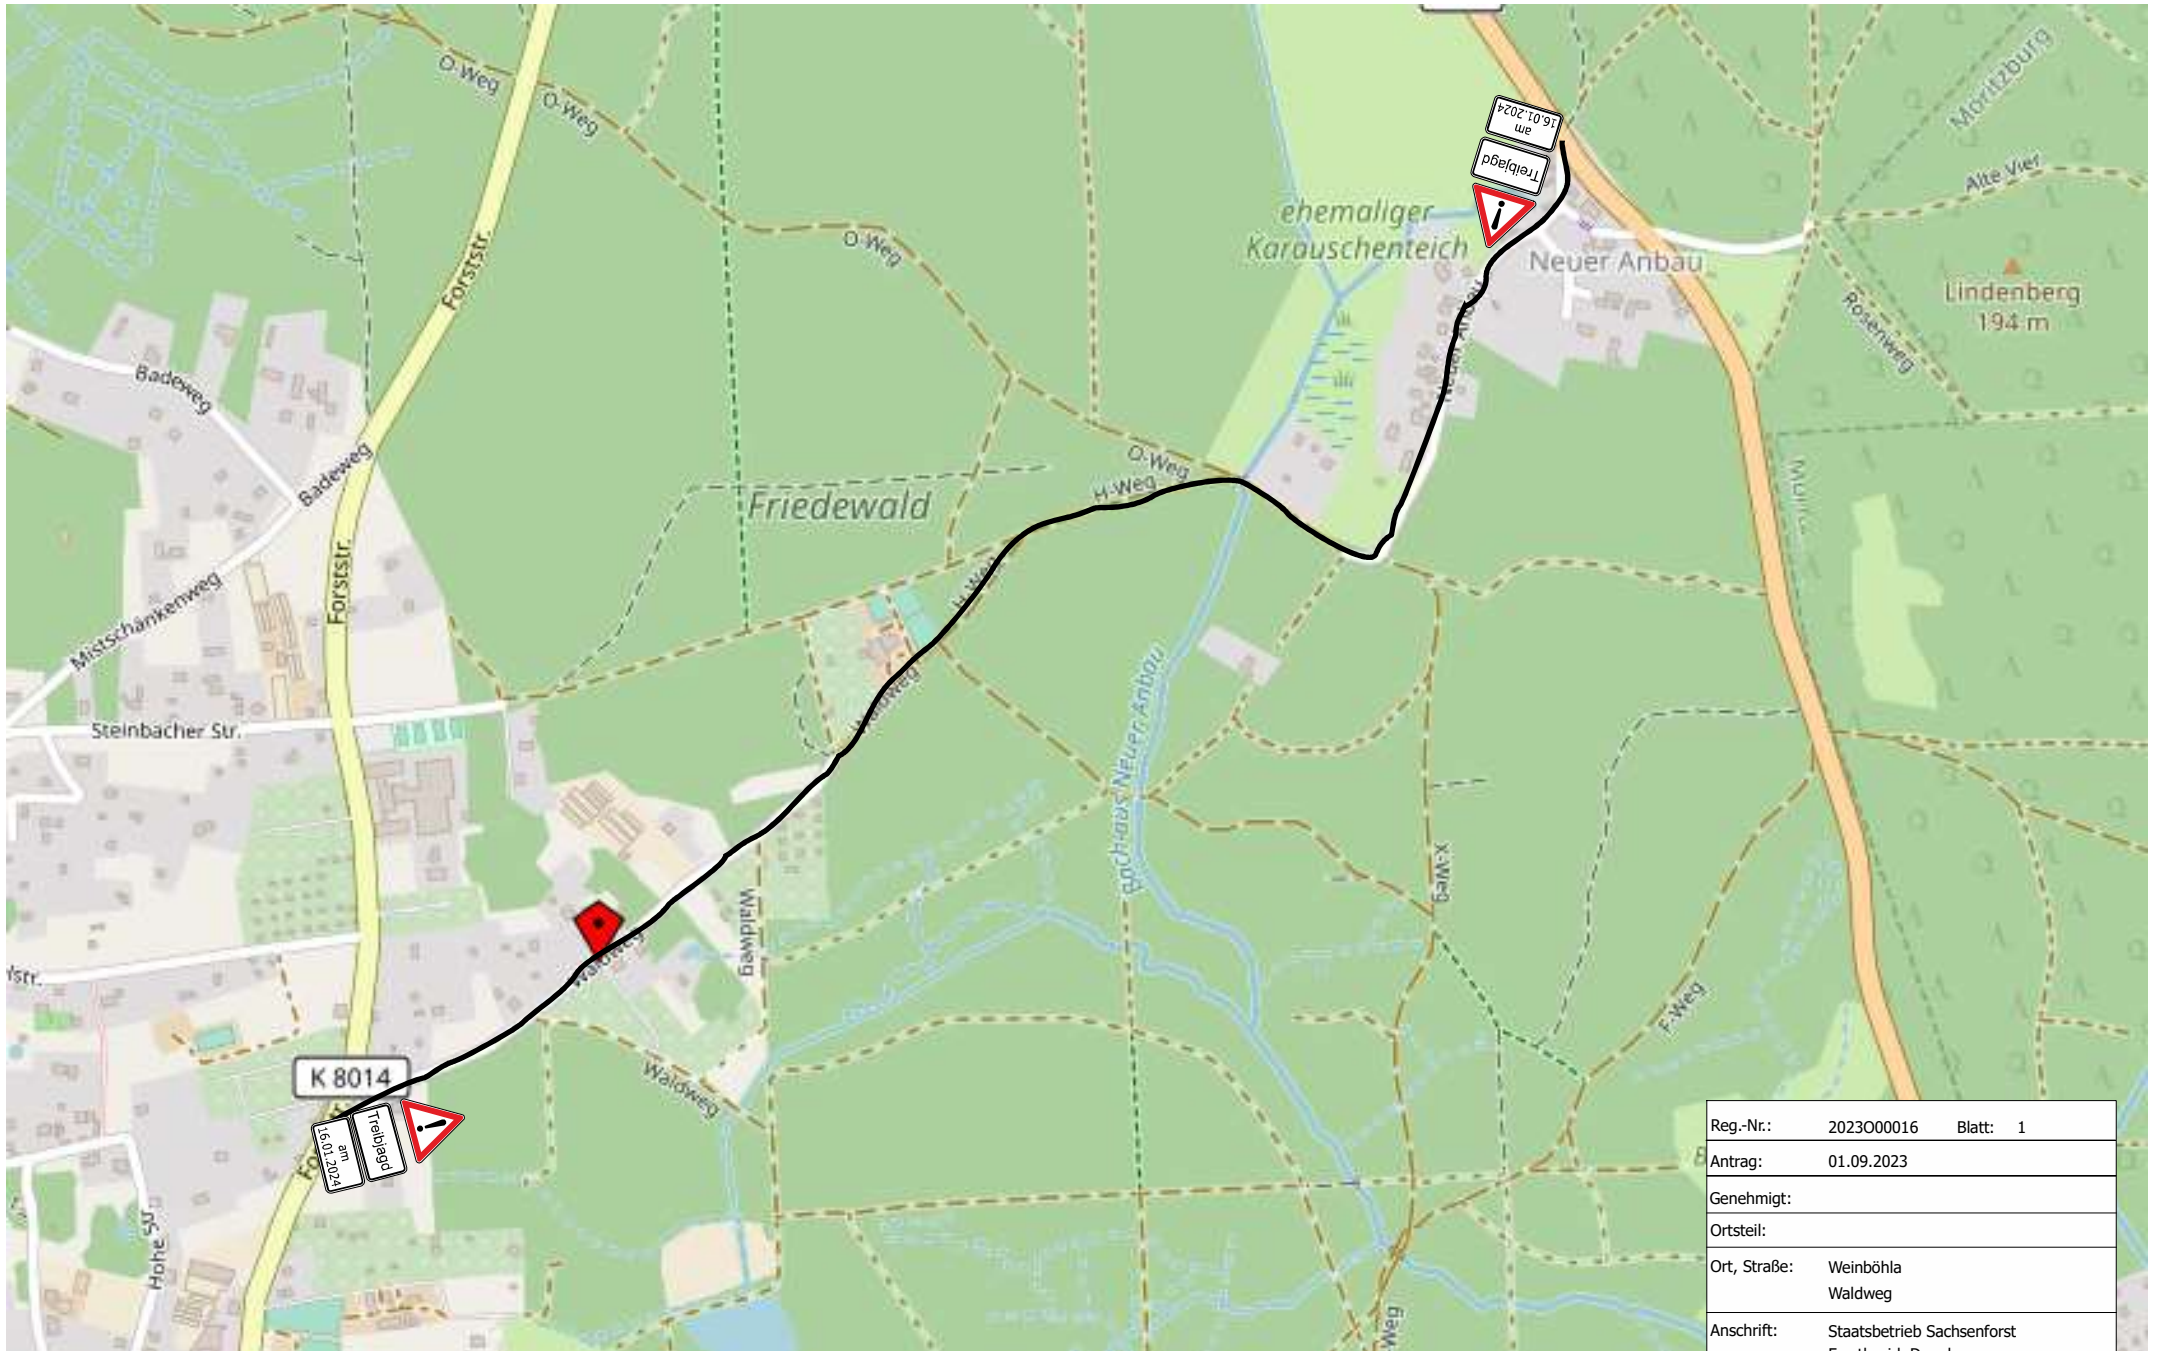 O-Weg
O-Weg
Forststr.
O-Weg
Moritzburg
Alte Vier
16.01.2024
am
Treibjagd
ehemaliger
Karauschenteich
Neuer Anbau
Lindenberg
194 m
Rosenweg
Neuer Anbau
Badeweg
Badeweg
Friedewald
O-Weg
H-Weg
H-Weg
Forststr.
Mistschänkenweg
Steinbacher Str.
Waldweg
Neuer Anbau
X-Weg
Waldweg
Waldweg
F-Weg
K 8014
Waldweg
Treibjagd
am
16.01.2024
Hohe Str.
Weg
Reg.-Nr.: 2023O00016 Blatt: 1
Antrag: 01.09.2023
Genehmigt:
Ortsteil:
Ort, Straße: Weinböhla
Waldweg
Anschrift: Staatsbetrieb Sachsenforst